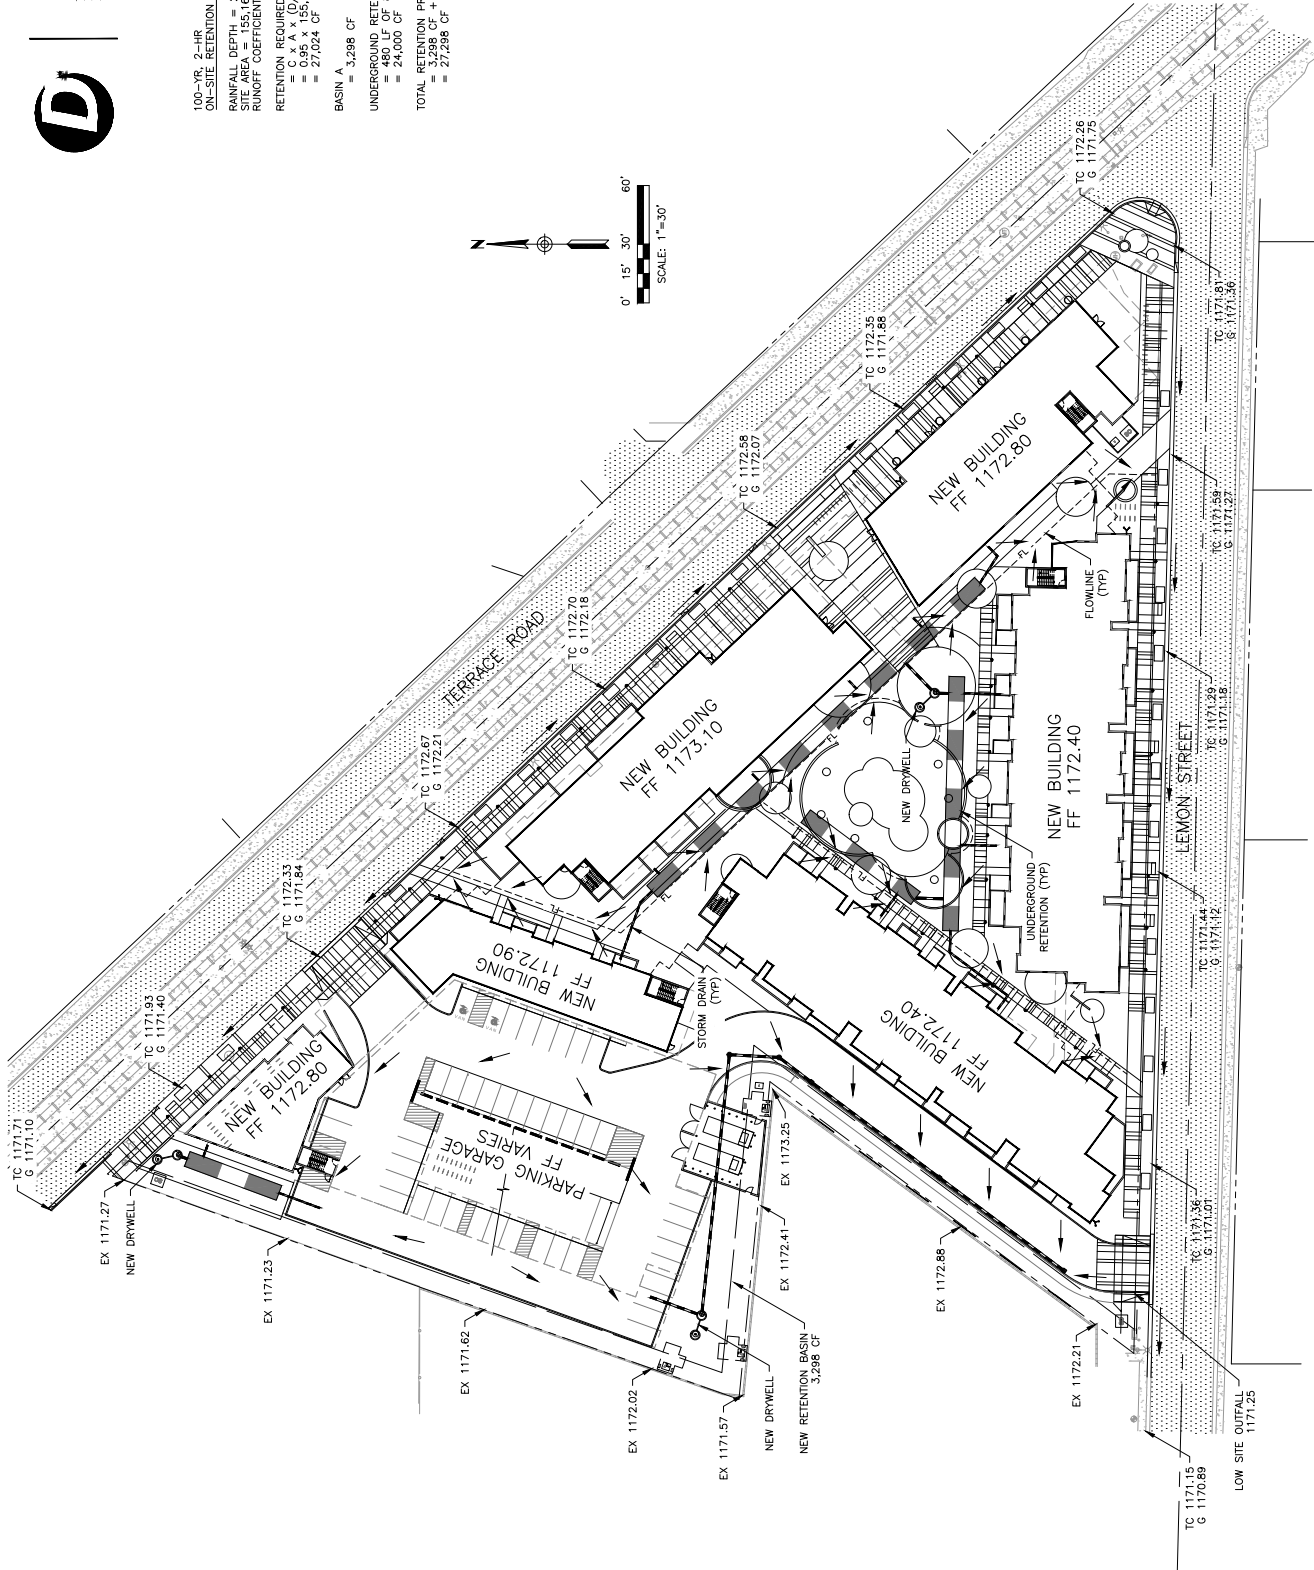 D
100-YR, 2-HR
ON-SITE RETENTION
RAINFALL DEPTH =
SITE AREA =
RUNOFF COEFFICIENT
RETENTION REQUIRED
= C x A x
= 0.95 x
= 27,024 CF
BASIN A
= 3,298 CF
UNDERGROUND
= 480 LF OF
= 24,000 CF
TOTAL RETENTION
= 3,298 CF +
= 27,298 CF
N
0' 15' 30' 60'
SCALE: 1"=30'
TERRACE ROAD
LEMON STREET
TC 1171.71
G 1171.10
TC 1171.93
G 1171.40
TC 1172.33
G 1171.84
TC 1172.67
G 1172.21
TC 1172.70
G 1172.18
TC 1172.58
G 1172.07
TC 1172.35
G 1171.88
TC 1172.26
G 1171.75
TC 1171.81
G 1171.36
TC 1171.59
G 1171.27
TC 1171.29
G 1171.18
TC 1171.44
G 1171.12
TC 1171.36
G 1171.01
TC 1171.15
G 1170.89
NEW BUILDING
FF 1172.80
NEW BUILDING
FF 1172.90
NEW BUILDING
FF 1173.10
NEW BUILDING
FF 1172.80
NEW BUILDING
FF 1172.40
NEW
BUILDING
FF 1172.40
PARKING GARAGE
FF VARIES
EX 1171.27
NEW DRYWELL
EX 1171.23
EX 1171.62
EX 1172.02
EX 1171.57
NEW DRYWELL
NEW RETENTION BASIN
3,298 CF
EX 1172.41
EX 1173.25
EX 1172.88
EX 1172.21
LOW SITE OUTFALL
1171.25
STORM DRAIN
(TYP)
NEW DRYWELL
UNDERGROUND
RETENTION (TYP)
FLOWLINE
(TYP)
FL
FL
FL
FL
FL